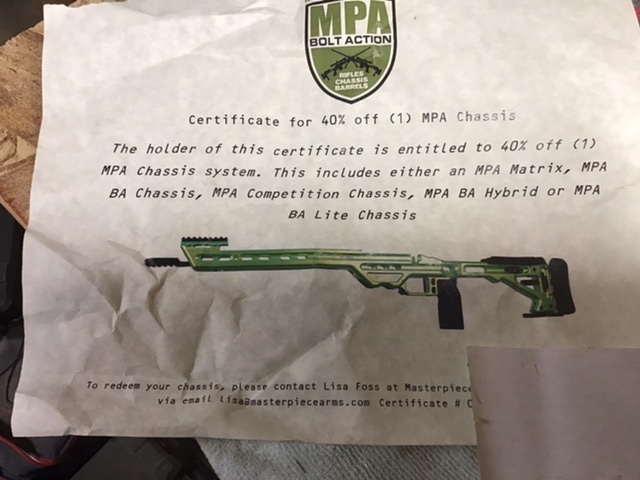 MPA
BOLT ACTION
RIFLES
CHASSIS
BARRELS
Certificate for 40% off (1) MPA Chassis
The holder of this certificate is entitled to 40% off (1)
MPA Chassis system. This includes either an MPA Matrix, MPA
BA Chassis, MPA Competition Chassis, MPA BA Hybrid or MPA
BA Lite Chassis
To redeem your chassis, please contact Lisa Foss at Masterpiece
via email lisa@masterpiecearms.com Certificate # C